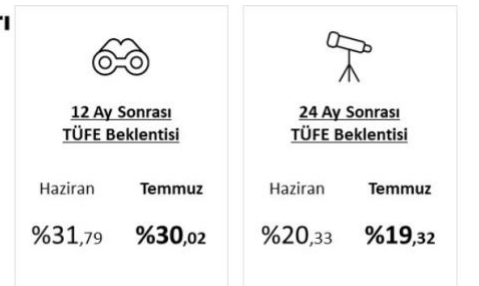 12 Ay Sonrası
TÜFE Beklentisi
Haziran Temmuz
%31,79 %30,02
24 Ay Sonrası
TÜFE Beklentisi
Haziran Temmuz
%20,33 %19,32